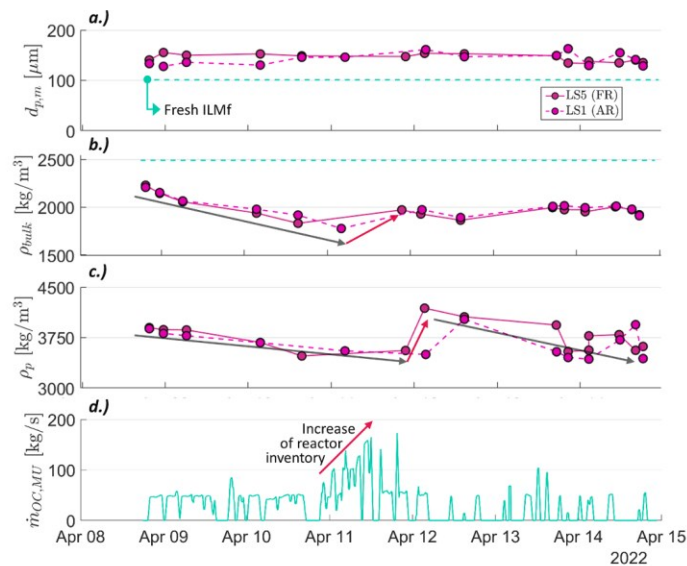 a.)
200
100
0
d_{p,m} [μm]
Fresh ILMf
LS5 (FR)
LS1 (AR)
b.)
2500
2000
1500
ρ_{bulk} [kg/m³]
c.)
4500
3750
3000
ρ_p [kg/m³]
d.)
200
100
0
ṁ_{OC,MU} [kg/s]
Increase
of reactor
inventory
Apr 08 Apr 09 Apr 10 Apr 11 Apr 12 Apr 13 Apr 14 Apr 15
2022